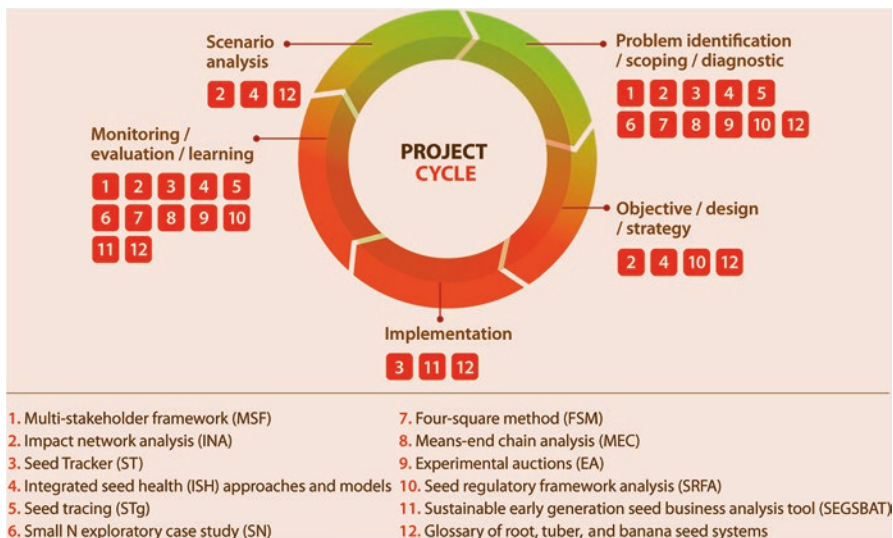 Scenario
analysis
2 4 12
Problem identification
/ scoping / diagnostic
1 2 3 4 5
6 7 8 9 10 12
Monitoring /
evaluation / learning
1 2 3 4 5
6 7 8 9 10
11 12
PROJECT
CYCLE
Objective / design
/ strategy
2 4 10 12
Implementation
3 11 12
1. Multi-stakeholder framework (MSF)
2. Impact network analysis (INA)
3. Seed Tracker (ST)
4. Integrated seed health (ISH) approaches and models
5. Seed tracing (STg)
6. Small N exploratory case study (SN)
7. Four-square method (FSM)
8. Means-end chain analysis (MEC)
9. Experimental auctions (EA)
10. Seed regulatory framework analysis (SRFA)
11. Sustainable early generation seed business analysis tool (SEGSBAT)
12. Glossary of root, tuber, and banana seed systems